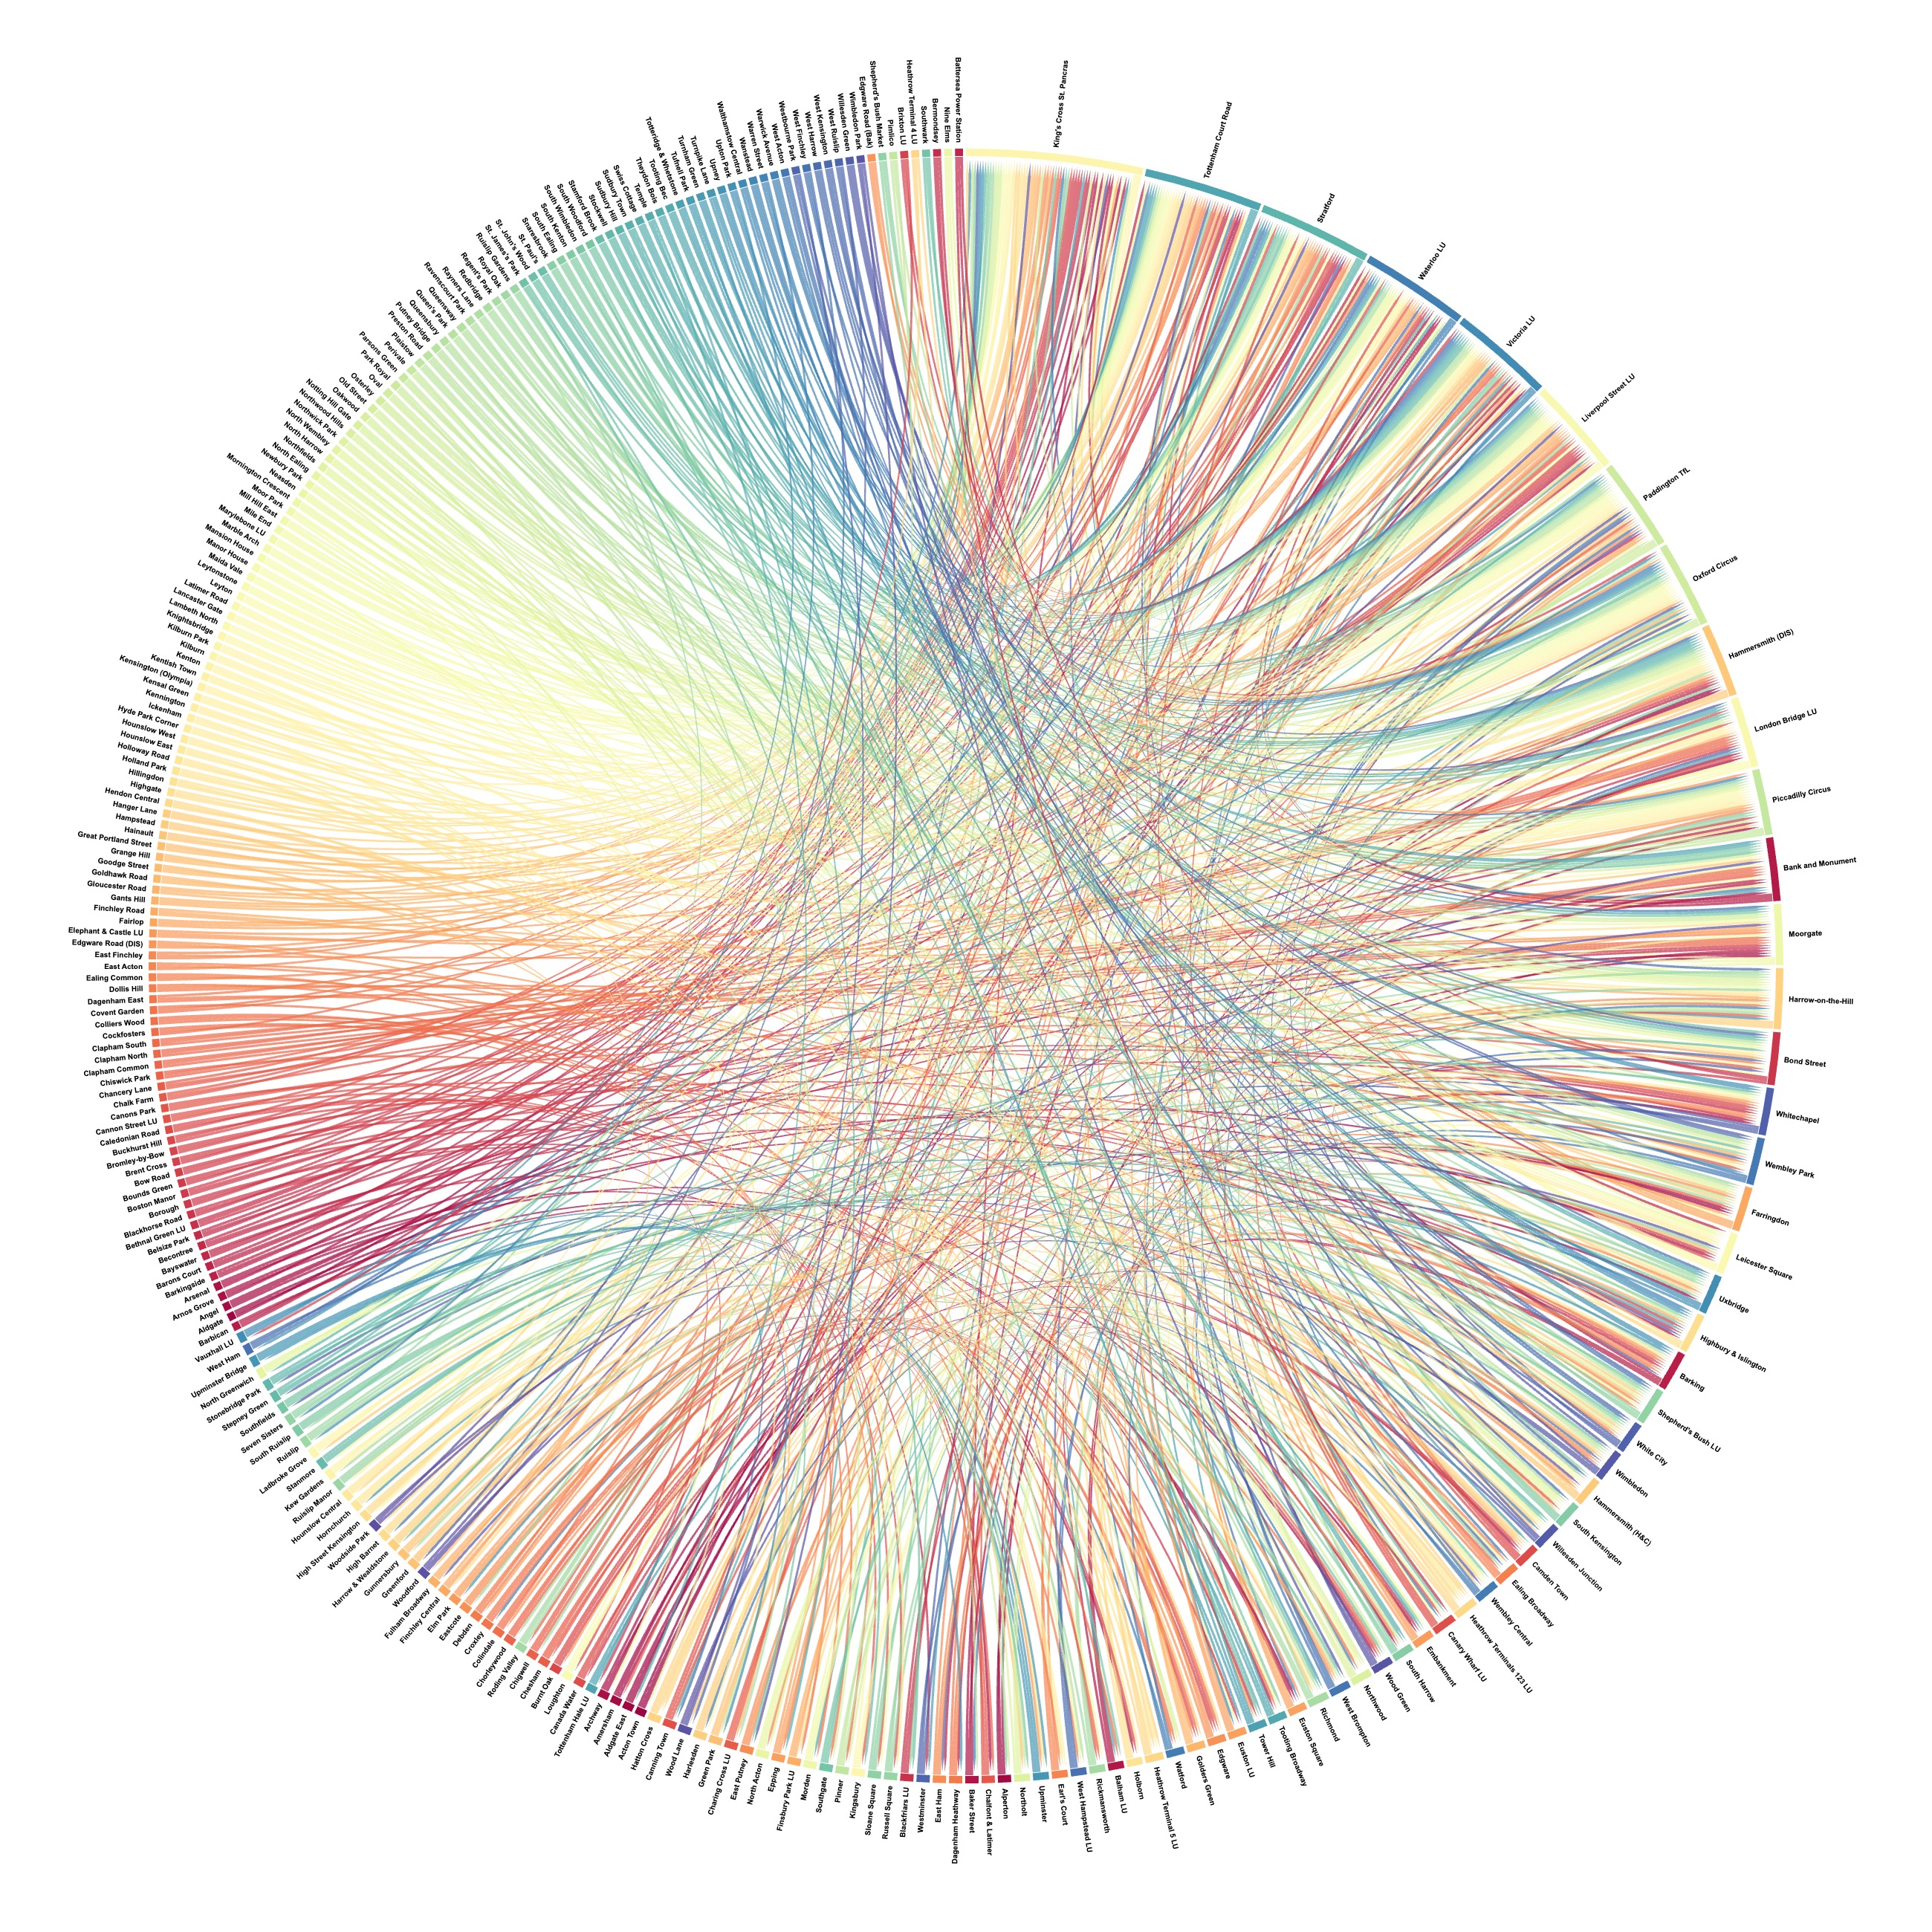 King's Cross St. Pancras
Tottenham Court Road
Stratford
Waterloo LU
Victoria LU
Liverpool Street LU
Paddington TfL
Oxford Circus
Hammersmith (DIS)
London Bridge LU
Piccadilly Circus
Bank and Monument
Moorgate
Harrow-on-the-Hill
Bond Street
Whitechapel
Wembley Park
Farringdon
Leicester Square
Uxbridge
Highbury & Islington
Barking
Shepherd's Bush LU
White City
Wimbledon
Hammersmith (H&C)
South Kensington
Willesden Junction
Camden Town
Ealing Broadway
Wembley Central
Heathrow Terminals 123 LU
Canary Wharf LU
Embankment
South Harrow
Wood Green
Northwood
West Brompton
Richmond
Euston Square
Tooting Broadway
Tower Hill
Euston LU
Edgware
Golders Green
Watford
Heathrow Terminal 5 LU
Holborn
Balham LU
Rickmansworth
West Hampstead LU
Earl's Court
Upminster
Northolt
Alperton
Chalfont & Latimer
Baker Street
Dagenham Heathway
East Ham
Westminster
Blackfriars LU
Russell Square
Sloane Square
Kingsbury
Pinner
Southgate
Morden
Finsbury Park LU
Epping
North Acton
East Putney
Charing Cross LU
Green Park
Harlesden
Wood Lane
Canning Town
Hatton Cross
Acton Town
Aldgate East
Amersham
Archway
Tottenham Hale LU
Canada Water
Loughton
Burnt Oak
Chesham
Chigwell
Roding Valley
Chorleywood
Colindale
Croxley
Debden
Eastcote
Elm Park
Finchley Central
Fulham Broadway
Woodford
Greenford
Gunnersbury
Harrow & Wealdstone
High Barnet
Woodside Park
High Street Kensington
Hornchurch
Hounslow Central
Ruislip Manor
Kew Gardens
Stanmore
Ladbroke Grove
Ruislip
South Ruislip
Seven Sisters
Southfields
Stepney Green
Stonebridge Park
North Greenwich
Upminster Bridge
West Ham
Vauxhall LU
Barbican
Aldgate
Angel
Arnos Grove
Arsenal
Barkingside
Barons Court
Bayswater
Becontree
Belsize Park
Bethnal Green LU
Blackhorse Road
Borough
Boston Manor
Bounds Green
Bow Road
Brent Cross
Bromley-by-Bow
Buckhurst Hill
Caledonian Road
Cannon Street LU
Canons Park
Chalk Farm
Chancery Lane
Chiswick Park
Clapham Common
Clapham North
Clapham South
Cockfosters
Colliers Wood
Covent Garden
Dagenham East
Dollis Hill
Ealing Common
East Acton
East Finchley
Edgware Road (DIS)
Elephant & Castle LU
Fairlop
Finchley Road
Gants Hill
Gloucester Road
Goldhawk Road
Goodge Street
Grange Hill
Great Portland Street
Hainault
Hampstead
Hanger Lane
Hendon Central
Highgate
Hillingdon
Holland Park
Holloway Road
Hounslow East
Hounslow West
Hyde Park Corner
Ickenham
Kennington
Kensal Green
Kensington (Olympia)
Kentish Town
Kenton
Kilburn
Kilburn Park
Knightsbridge
Lambeth North
Lancaster Gate
Latimer Road
Leyton
Leytonstone
Maida Vale
Manor House
Mansion House
Marble Arch
Marylebone LU
Mile End
Mill Hill East
Moor Park
Mornington Crescent
Neasden
Newbury Park
North Ealing
Northfields
North Harrow
North Wembley
Northwick Park
Northwood Hills
Notting Hill Gate
Oakwood
Old Street
Osterley
Oval
Park Royal
Parsons Green
Perivale
Plaistow
Preston Road
Putney Bridge
Queensbury
Queen's Park
Queensway
Ravenscourt Park
Rayners Lane
Redbridge
Regent's Park
Royal Oak
Ruislip Gardens
St. James's Park
St. John's Wood
St. Paul's
Snaresbrook
South Ealing
South Kenton
South Wimbledon
South Woodford
Stamford Brook
Stockwell
Sudbury Hill
Sudbury Town
Swiss Cottage
Temple
Theydon Bois
Tooting Bec
Totteridge & Whetstone
Tufnell Park
Turnham Green
Turnpike Lane
Upney
Upton Park
Walthamstow Central
Wanstead
Warren Street
Warwick Avenue
West Acton
Westbourne Park
West Finchley
West Harrow
West Kensington
West Ruislip
Willesden Green
Wimbledon Park
Edgware Road (Bak)
Shepherd's Bush Market
Pimlico
Brixton LU
Heathrow Terminal 4 LU
Southwark
Bermondsey
Nine Elms
Battersea Power Station